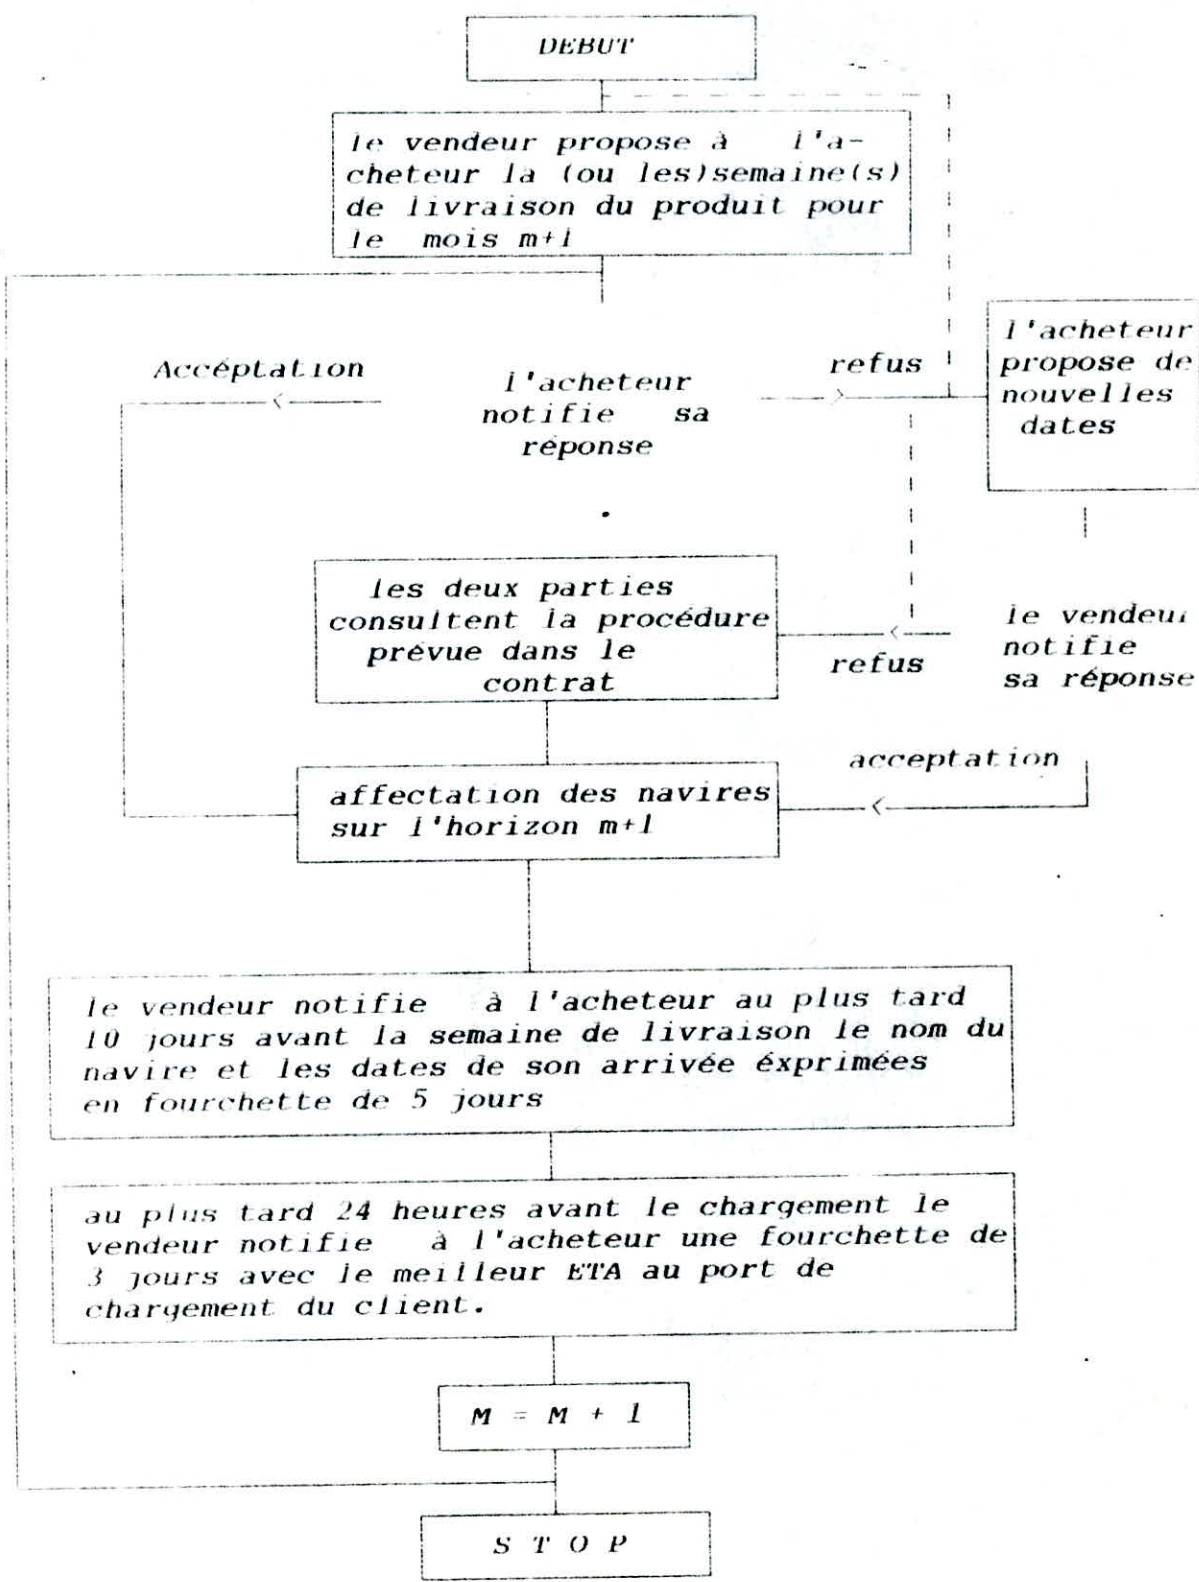 DEBUT
le vendeur propose à l'a-
cheteur la (ou les)semaine(s)
de livraison du produit pour
le mois m+1
Accéptation
l'acheteur
notifie sa
réponse
refus
l'acheteur
propose de
nouvelles
dates
les deux parties
consultent la procédure
prévue dans le
contrat
refus
le vendeur
notifie
sa réponse
acceptation
affectation des navires
sur l'horizon m+1
le vendeur notifie à l'acheteur au plus tard
10 jours avant la semaine de livraison le nom du
navire et les dates de son arrivée éxprimées
en fourchette de 5 jours
au plus tard 24 heures avant le chargement le
vendeur notifie à l'acheteur une fourchette de
3 jours avec le meilleur ETA au port de
chargement du client.
M = M + 1
S T O P